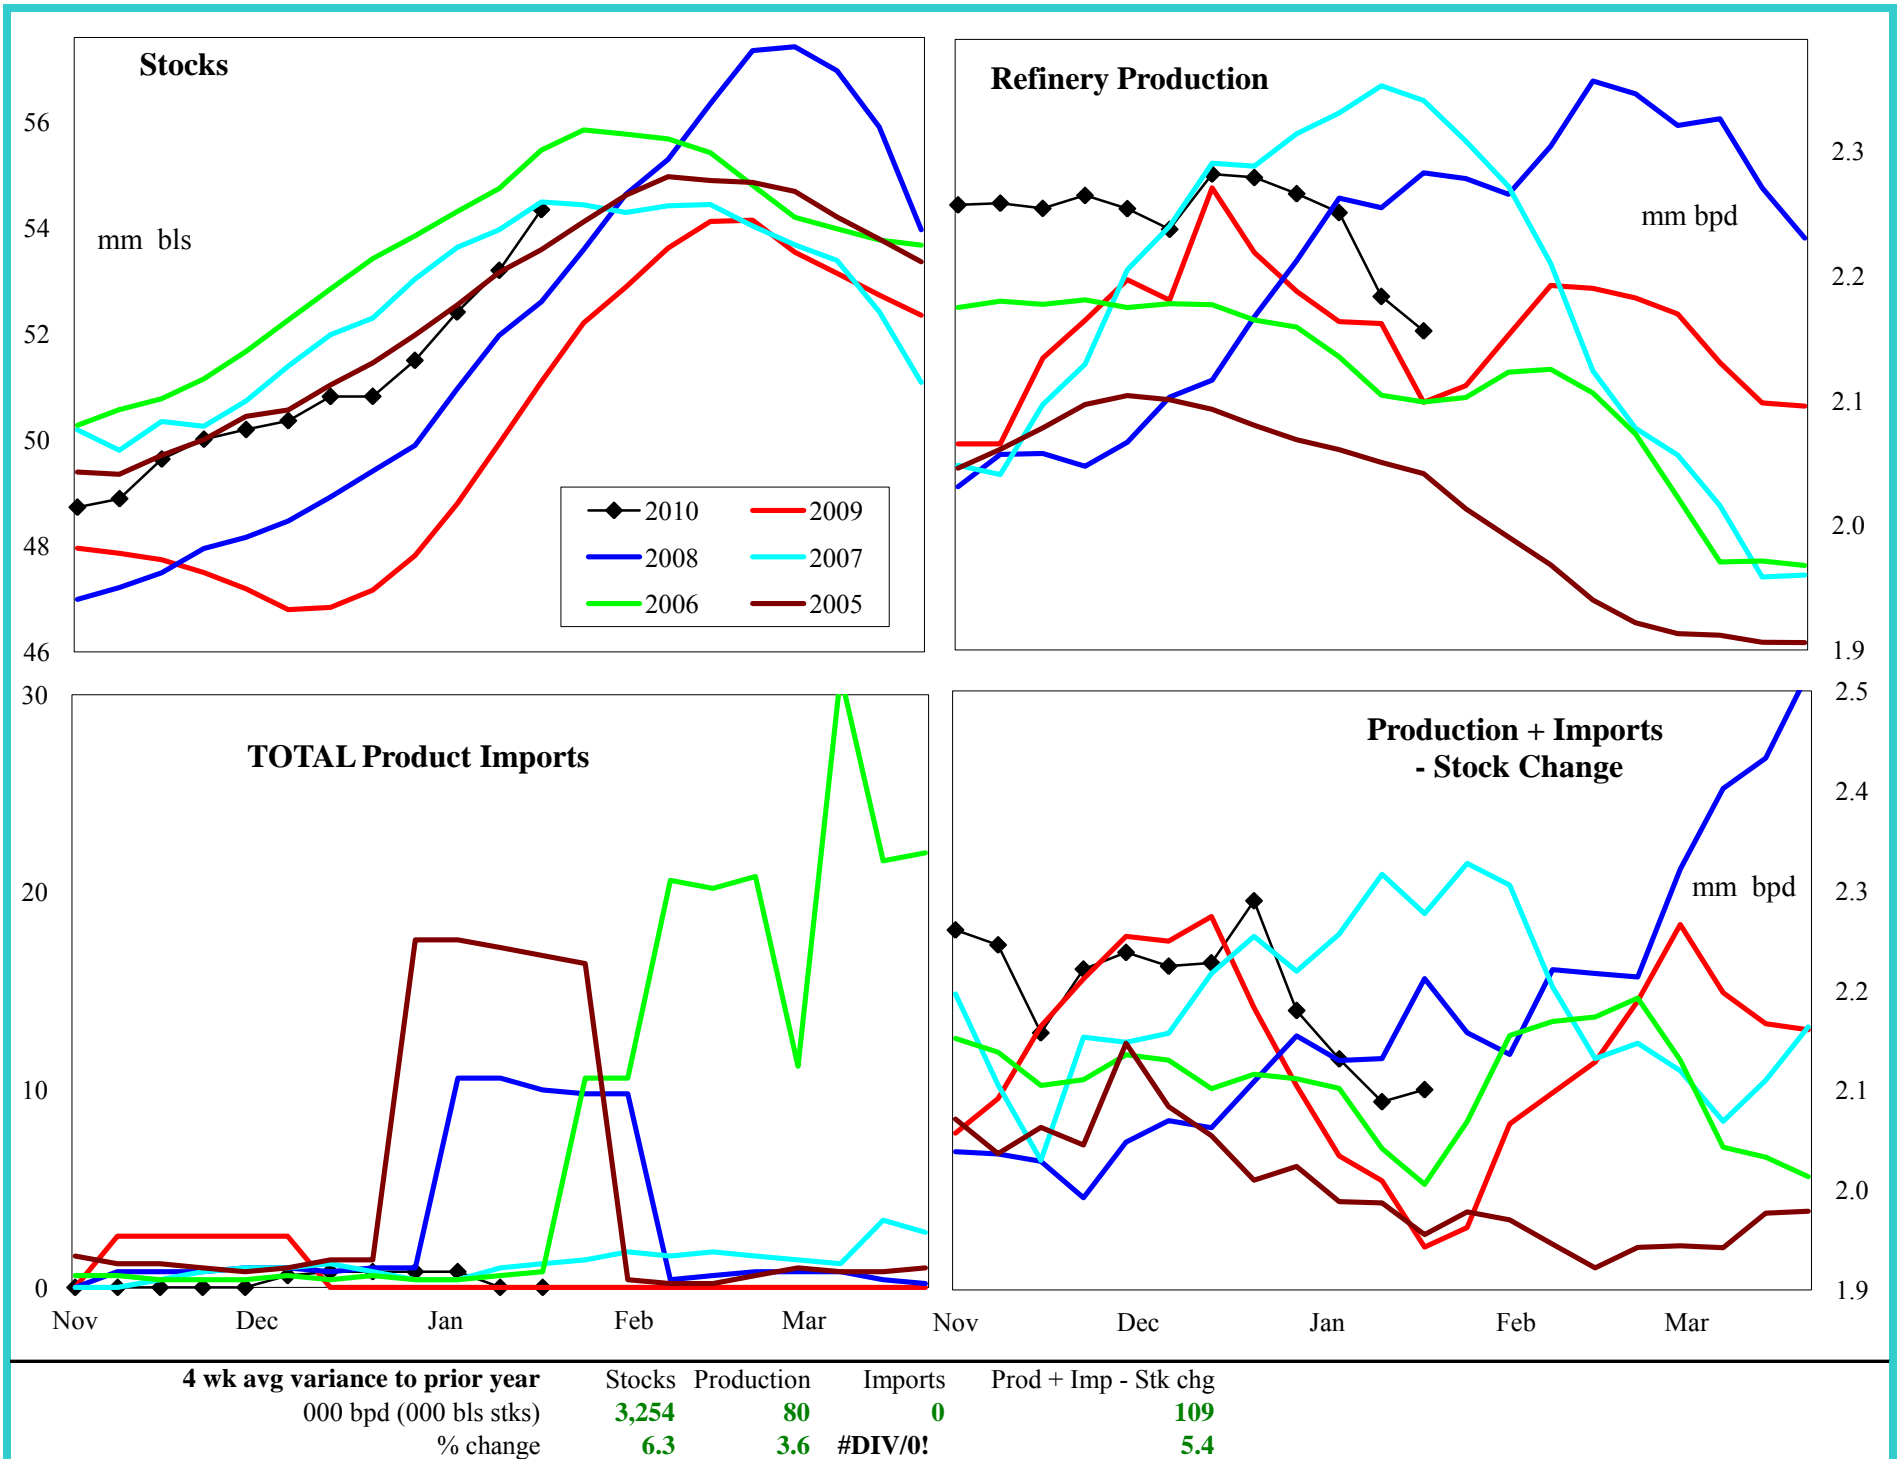 Stocks
mm bls
56
54
52
50
48
46
2010
2009
2008
2007
2006
2005
Refinery Production
mm bpd
2.3
2.2
2.1
2.0
1.9
TOTAL Product Imports
30
20
10
0
Nov Dec Jan Feb Mar
Production + Imports
- Stock Change
mm bpd
2.5
2.4
2.3
2.2
2.1
2.0
1.9
Nov Dec Jan Feb Mar
4 wk avg variance to prior year Stocks Production Imports Prod + Imp - Stk chg
000 bpd (000 bls stks) 3,254 80 0 109
% change 6.3 3.6 #DIV/0! 5.4